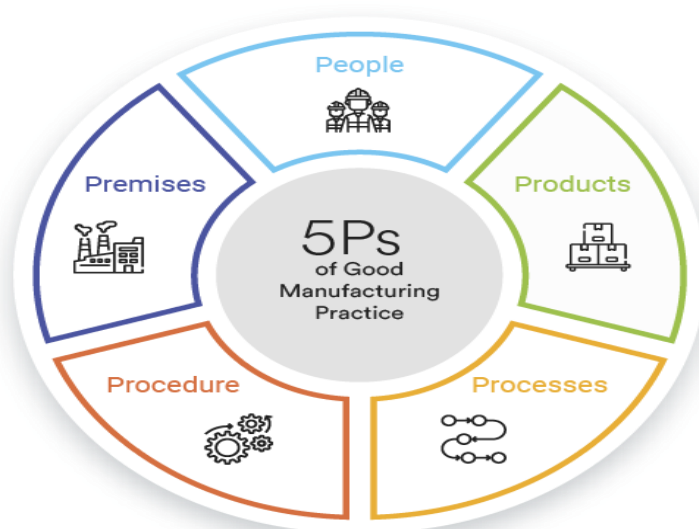 People
Products
Processes
Procedure
Premises
5Ps
of Good
Manufacturing
Practice